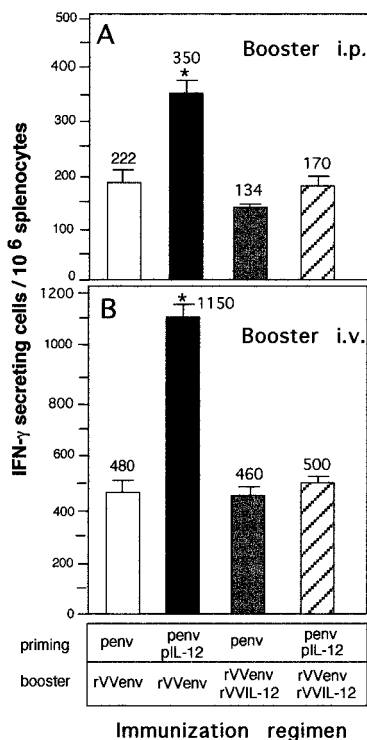 A
Booster i.p.
500
400
300
200
100
0
222
350
*
134
170
IFN-γ secreting cells / 10⁶ splenocytes
B
Booster i.v.
1200
1000
800
600
400
200
0
480
* 1150
460
500
priming penv penv penv penv
pIL-12 pIL-12
booster rVVenv rVVenv rVVenv rVVenv
rVVIL-12 rVVIL-12
Immunization regimen